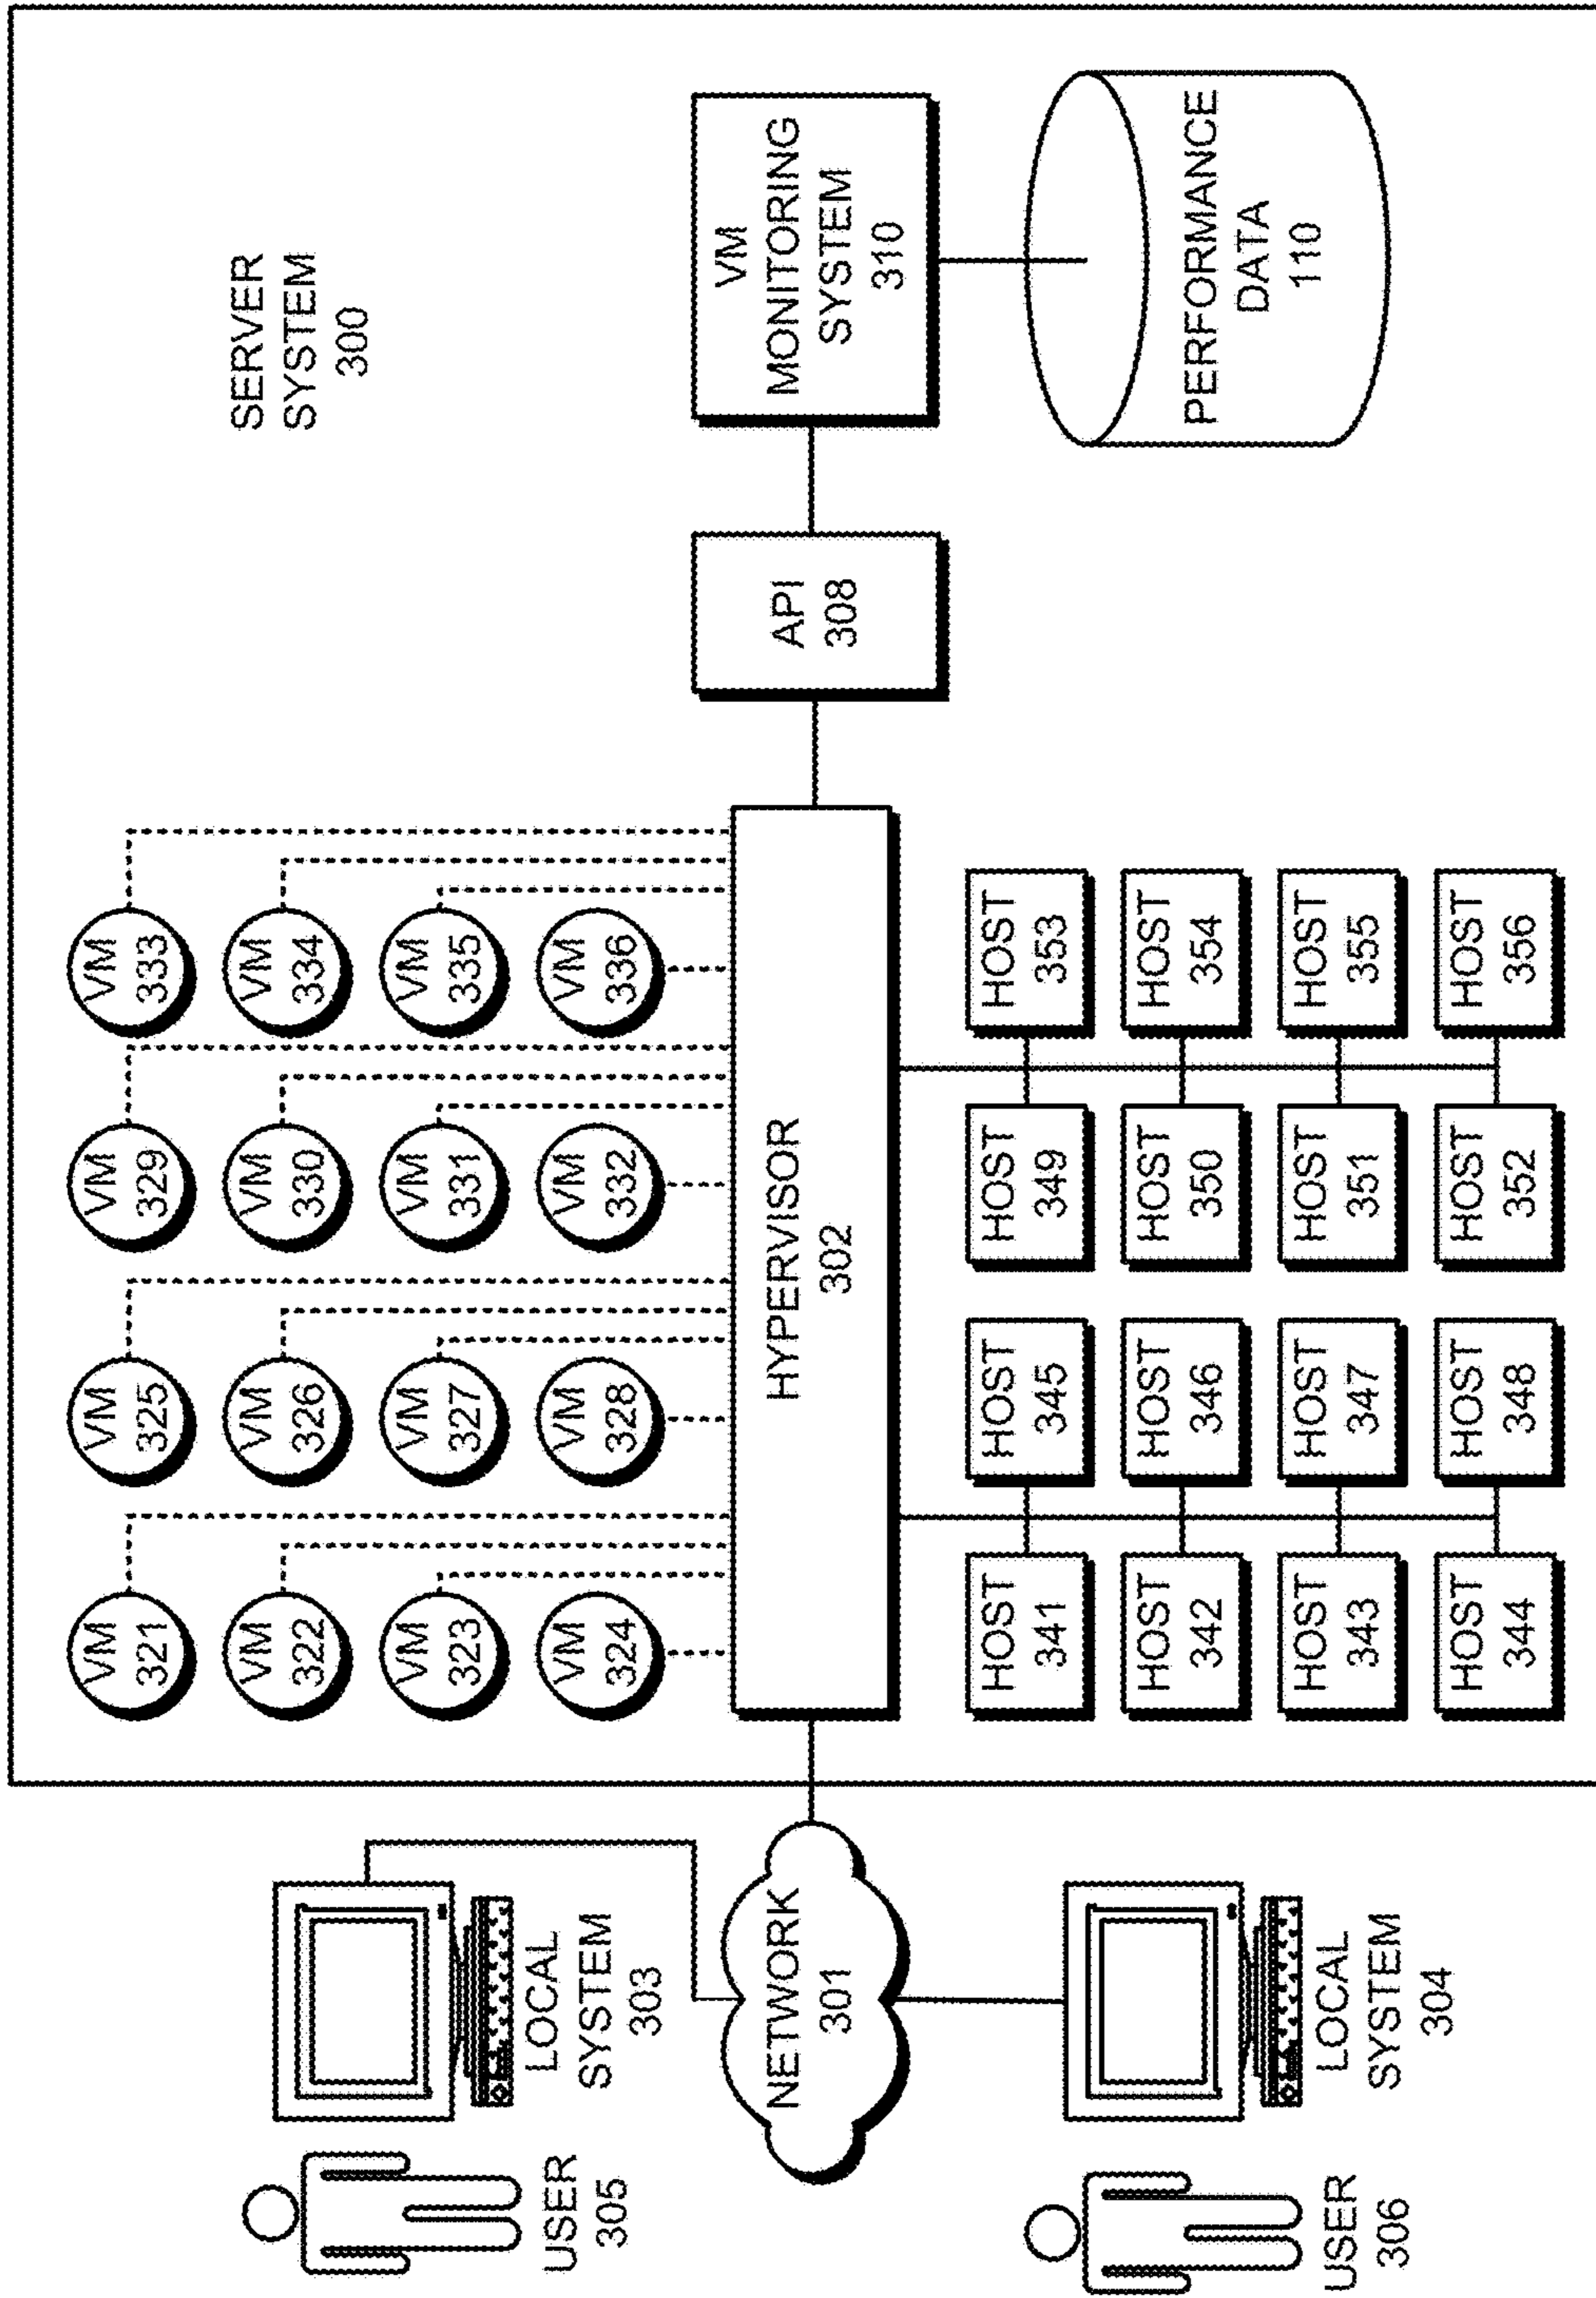 SERVER
SYSTEM
300
USER
305
LOCAL
SYSTEM
303
NETWORK
301
USER
306
LOCAL
SYSTEM
304
VM
321
VM
325
VM
329
VM
333
VM
322
VM
326
VM
330
VM
334
VM
323
VM
327
VM
331
VM
335
VM
324
VM
328
VM
332
VM
336
HYPERVISOR
302
HOST
341
HOST
345
HOST
349
HOST
353
HOST
342
HOST
346
HOST
350
HOST
354
HOST
343
HOST
347
HOST
351
HOST
355
HOST
344
HOST
348
HOST
352
HOST
356
API
308
VM
MONITORING
SYSTEM
310
PERFORMANCE
DATA
110